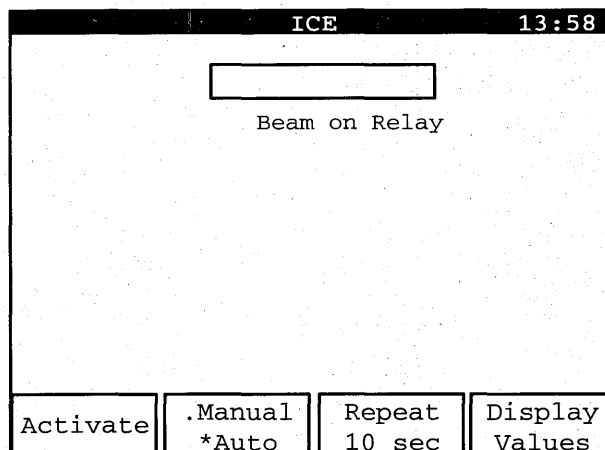 ICE 13:58
Beam on Relay
Activate
.Manual
*Auto
Repeat
10 sec
Display
Values